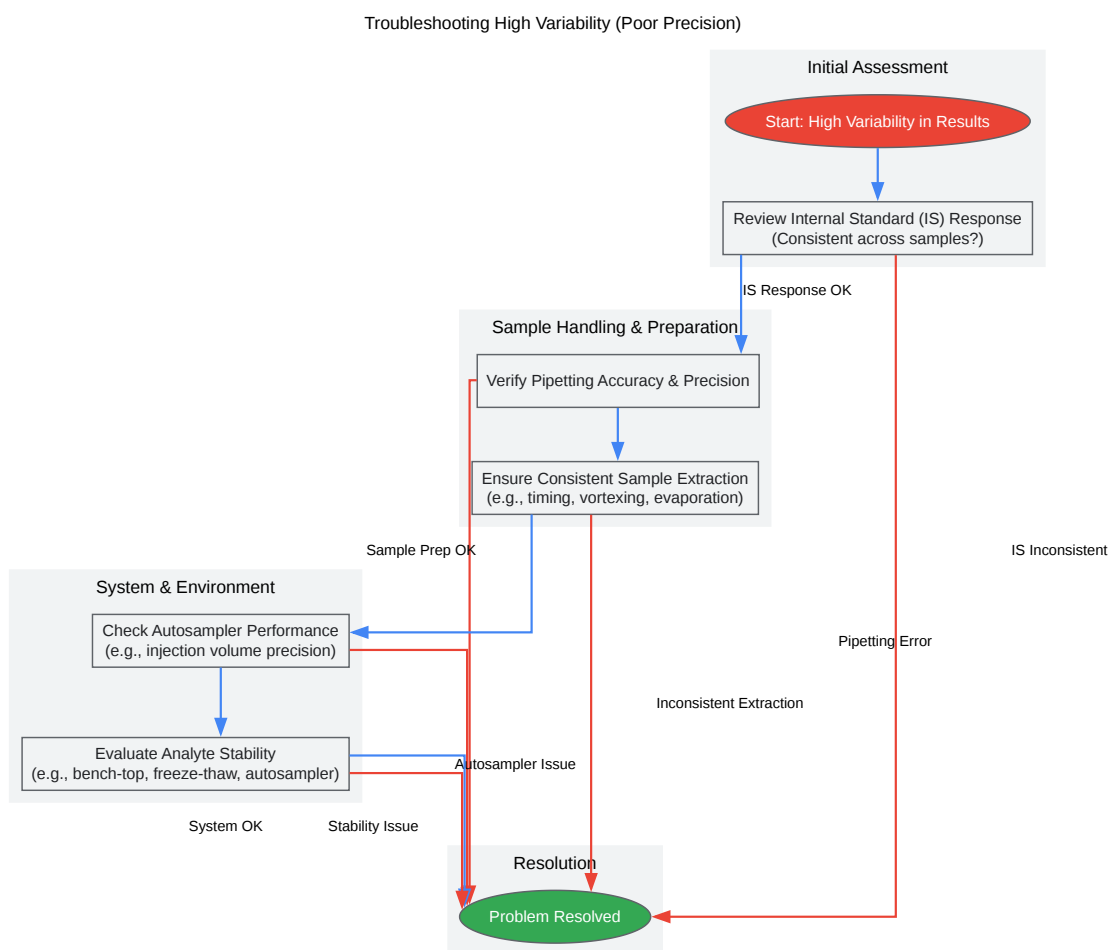 Troubleshooting High Variability (Poor Precision)
Initial Assessment
Start: High Variability in Results
Review Internal Standard (IS) Response
(Consistent across samples?)
IS Response OK
Sample Handling & Preparation
Verify Pipetting Accuracy & Precision
Ensure Consistent Sample Extraction
(e.g., timing, vortexing, evaporation)
Sample Prep OK
IS Inconsistent
System & Environment
Check Autosampler Performance
(e.g., injection volume precision)
Pipetting Error
Inconsistent Extraction
Evaluate Analyte Stability
(e.g., bench-top, freeze-thaw, autosampler)
Autosampler Issue
System OK
Stability Issue
Resolution
Problem Resolved